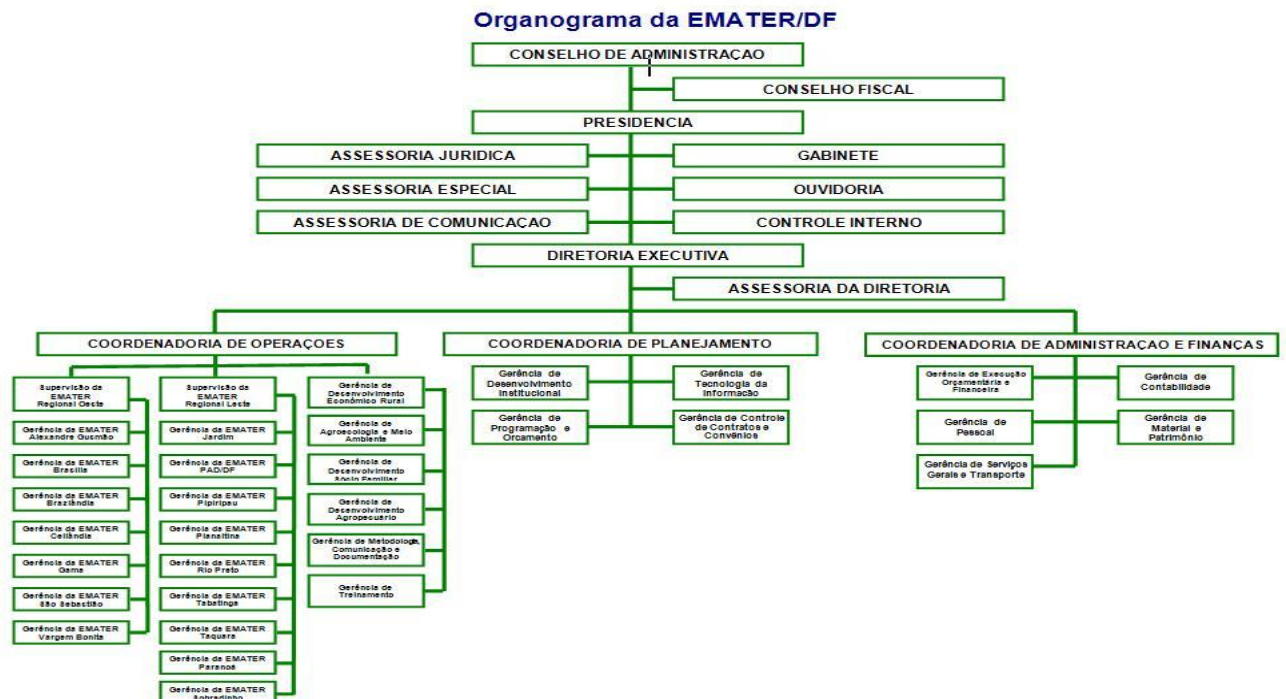 Organograma da EMATER/DF
CONSELHO DE ADMINISTRAÇAO
CONSELHO FISCAL
PRESIDENCIA
ASSESSORIA JURIDICA
GABINETE
ASSESSORIA ESPECIAL
OUVIDORIA
ASSESSORIA DE COMUNICAÇAO
CONTROLE INTERNO
DIRETORIA EXECUTIVA
ASSESSORIA DA DIRETORIA
COORDENADORIA DE OPERAÇOES
Supervisão da
EMATER
Regional Oeste
Gerência da EMATER
Alexandre Gusmão
Gerência da EMATER
Brasília
Gerência da EMATER
Brazlândia
Gerência da EMATER
Ceilândia
Gerência da EMATER
Gama
Gerência da EMATER
São Sebastião
Gerência da EMATER
Vargem Bonita
Supervisão da
EMATER
Regional Leste
Gerência da EMATER
Jardim
Gerência da EMATER
PAD/DF
Gerência da EMATER
Pipiripau
Gerência da EMATER
Planaltina
Gerência da EMATER
Rio Preto
Gerência da EMATER
Tabatinga
Gerência da EMATER
Taquara
Gerência da EMATER
Paranoá
Gerência da EMATER
Sobradinho
Gerência de
Desenvolvimento
Econômico Rural
Gerência de
Agroecologia e Meio
Ambiente
Gerência de
Desenvolvimento
Sócio Familiar
Gerência de
Desenvolvimento
Agropecuário
Gerência de Metodologia,
Comunicação e
Documentação
Gerência de
Treinamento
COORDENADORIA DE PLANEJAMENTO
Gerência de
Desenvolvimento
Institucional
Gerência de
Tecnologia da
Informacão
Gerência de
Programação e
Orcamento
Gerência de Controle
de Contratos e
Convênios
COORDENADORIA DE ADMINISTRAÇAO E FINANÇAS
Gerência de Execução
Orçamentária e
Financeira
Gerência de
Contabilidade
Gerência de
Pessoal
Gerência de
Material e
Patrimônio
Gerência de Serviços
Gerais e Transporte